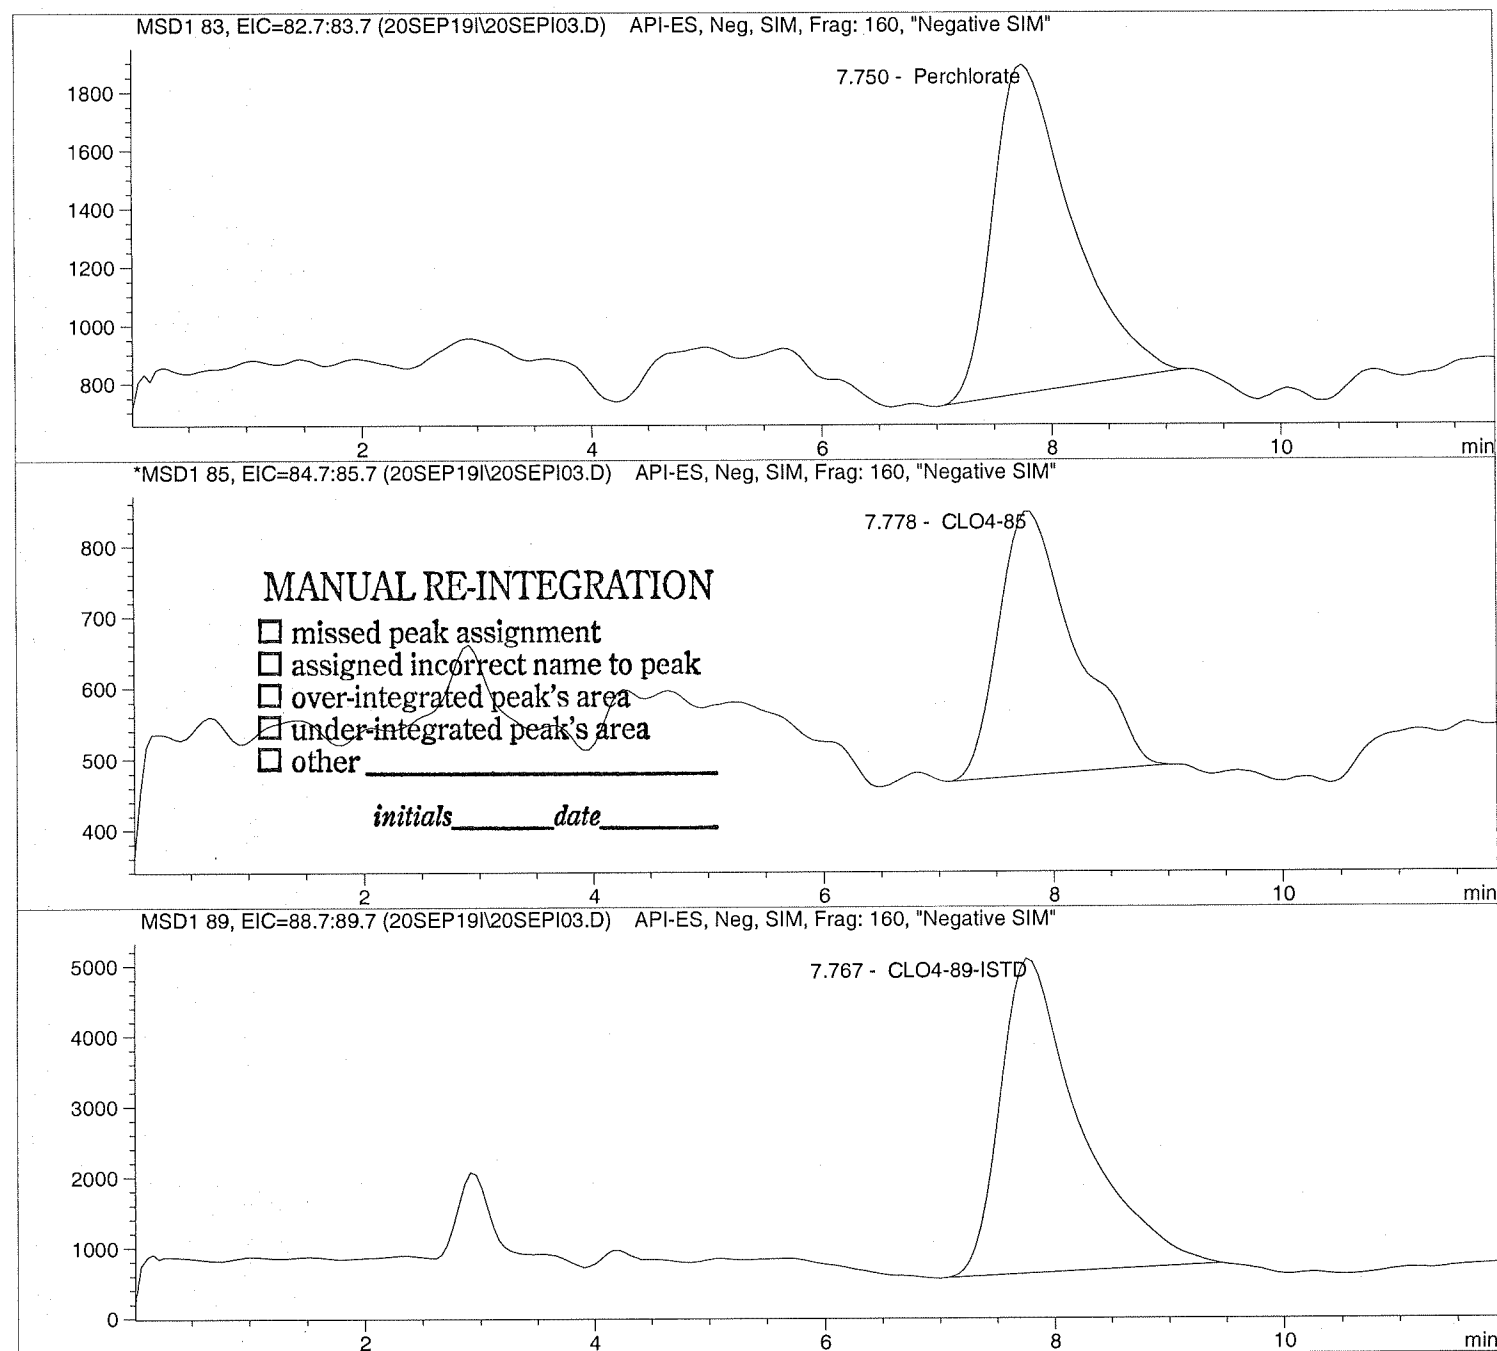 MSD1 83, EIC=82.7:83.7 (20SEP19I\20SEPI03.D) API-ES, Neg, SIM, Frag: 160, "Negative SIM"
7.750 - Perchlorate
1800
1600
1400
1200
1000
800
2 4 6 8 10 min
*MSD1 85, EIC=84.7:85.7 (20SEP19I\20SEPI03.D) API-ES, Neg, SIM, Frag: 160, "Negative SIM"
7.778 - CLO4-85
800
700
600
500
400
MANUAL RE-INTEGRATION
☐ missed peak assignment
☐ assigned incorrect name to peak
☐ over-integrated peak's area
☐ under-integrated peak's area
☐ other
initials date
2 4 6 8 10 min
MSD1 89, EIC=88.7:89.7 (20SEP19I\20SEPI03.D) API-ES, Neg, SIM, Frag: 160, "Negative SIM"
7.767 - CLO4-89-ISTD
5000
4000
3000
2000
1000
0
2 4 6 8 10 min